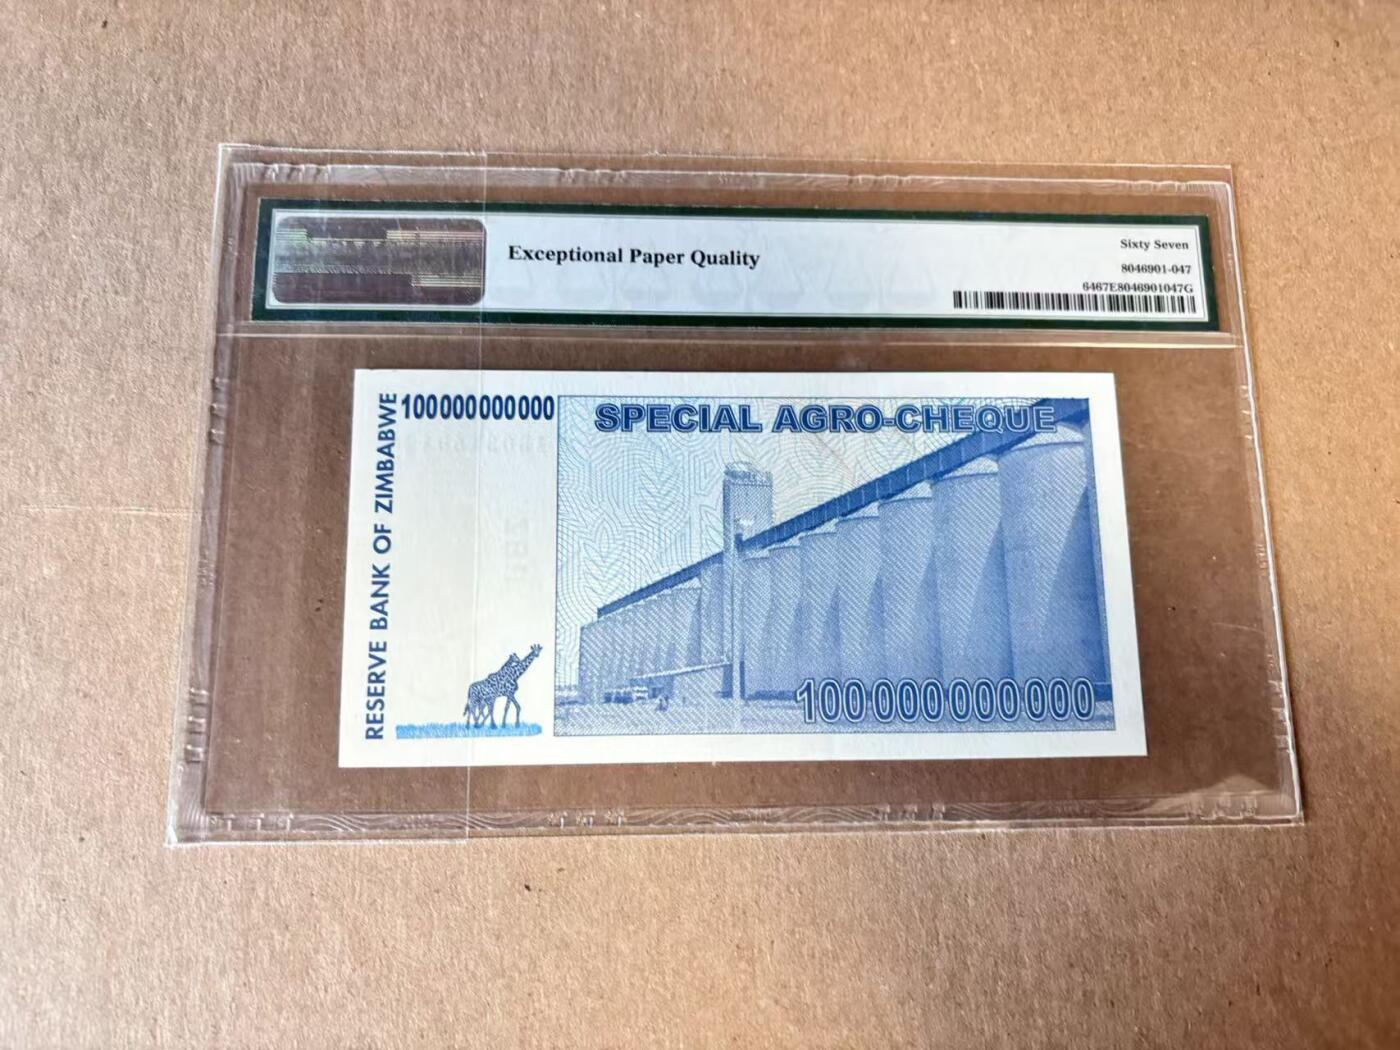 Exceptional Paper Quality
Sixty Seven
8046901-047
6467E8046901047G
RESERVE BANK OF ZIMBABWE
100000000000
SPECIAL AGRO-CHEQUE
100 000 000 000